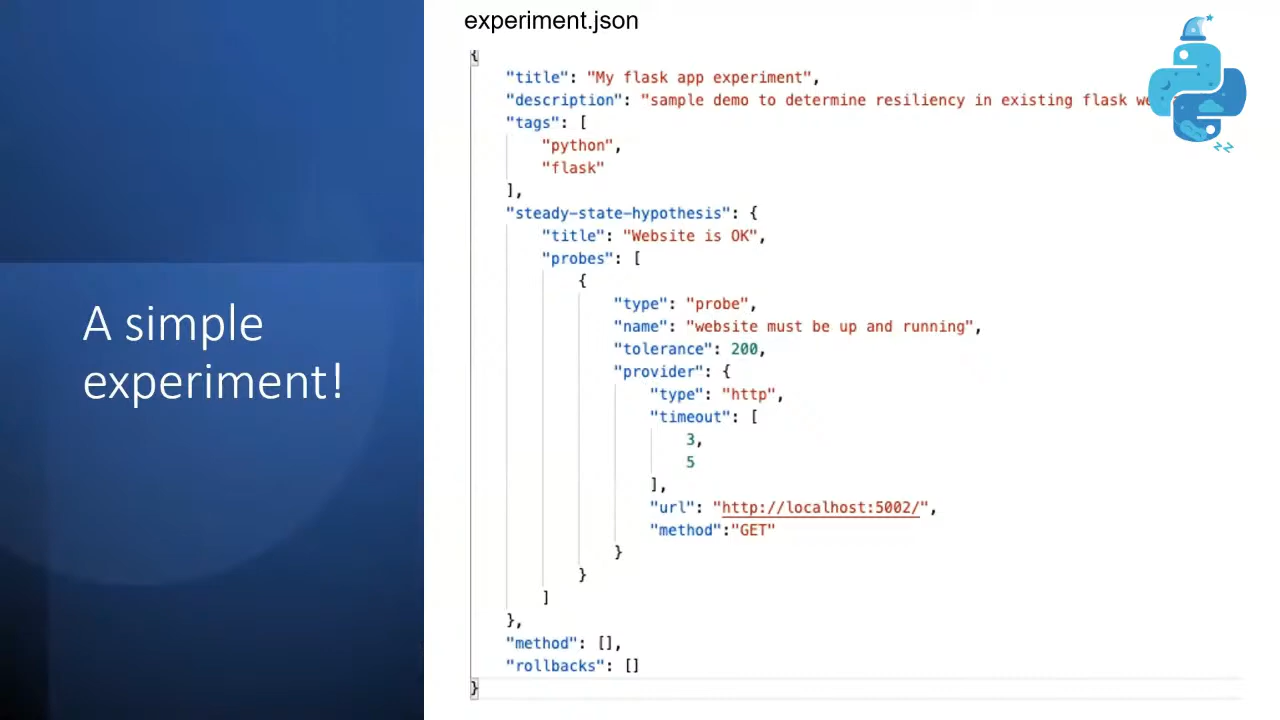 experiment.json
A simple
experiment!
{
"title": "My flask app experiment",
"description": "sample demo to determine resiliency in existing flask
"tags": [
"python",
"flask"
],
"steady-state-hypothesis": {
"title": "Website is OK",
"probes": [
{
"type": "probe",
"name": "website must be up and running",
"tolerance": 200,
"provider": {
"type": "http",
"timeout": [
3,
5
],
"url": "http://localhost:5002/",
"method":"GET"
}
}
]
},
"method": [],
"rollbacks": []
}
zz